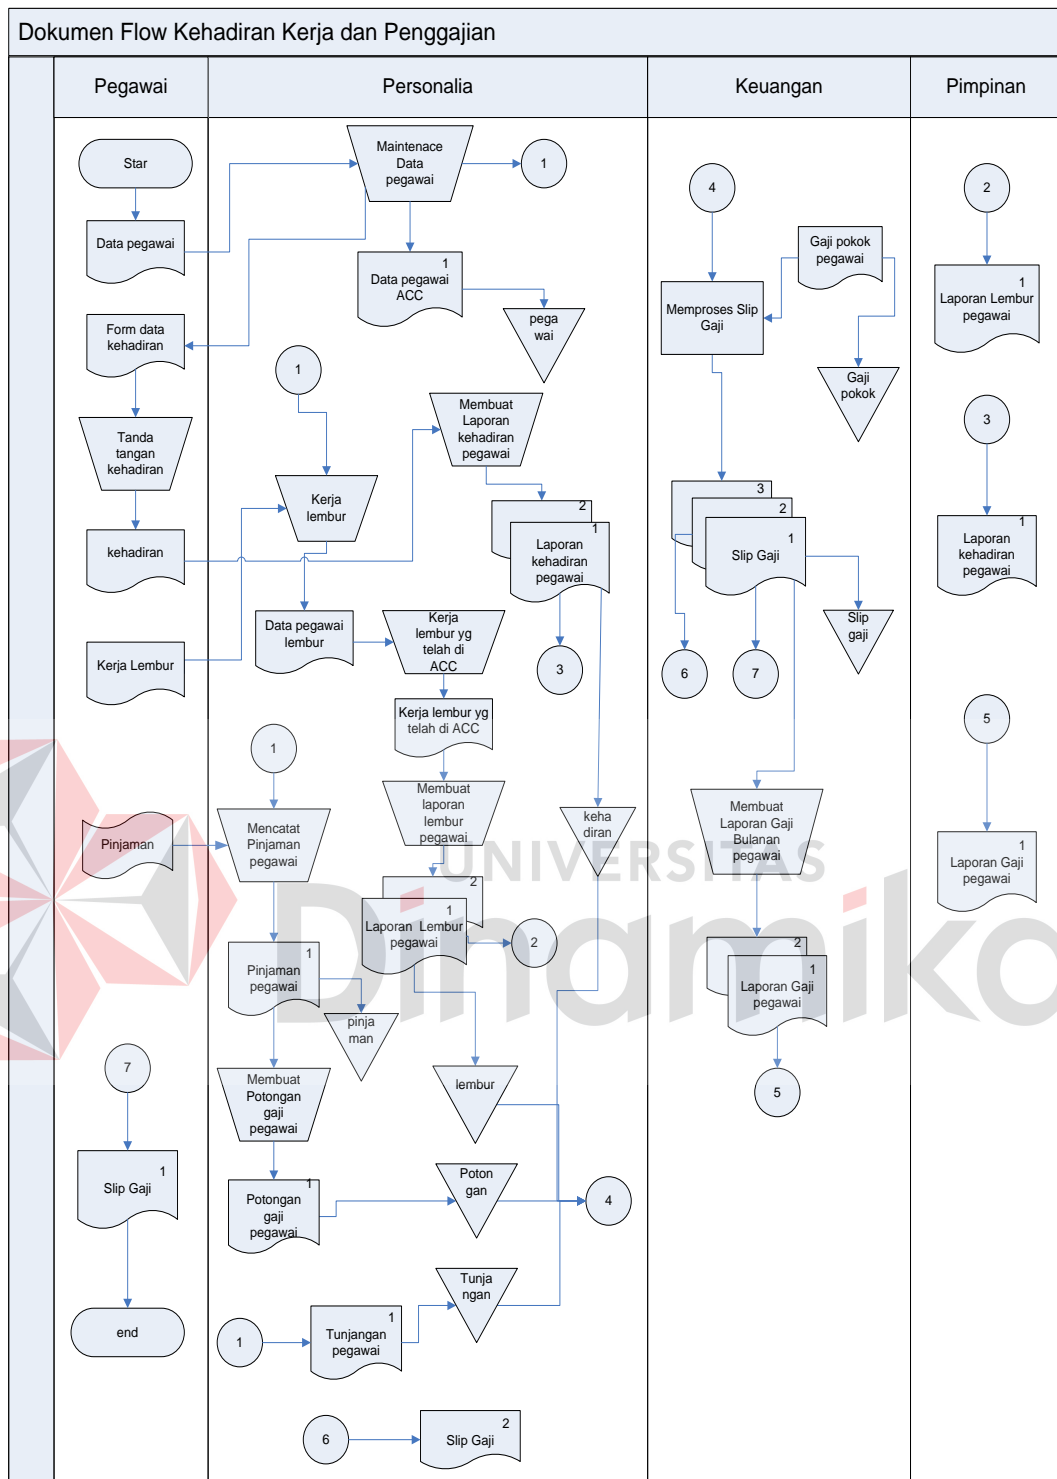 Dokumen Flow Kehadiran Kerja dan Penggajian
Pegawai
Personalia
Keuangan
Pimpinan
Star
Data pegawai
Form data
kehadiran
Tanda
tangan
kehadiran
kehadiran
Kerja Lembur
Pinjaman
7
1
Slip Gaji
end
Maintenace
Data
pegawai
1
1
Data pegawai
ACC
pega
wai
1
Kerja
lembur
Membuat
Laporan
kehadiran
pegawai
2
1
Laporan
kehadiran
pegawai
3
Data pegawai
lembur
Kerja
lembur yg
telah di
ACC
Kerja lembur yg
telah di ACC
1
Mencatat
Pinjaman
pegawai
Membuat
laporan
lembur
pegawai
keha
diran
2
1
Laporan Lembur
pegawai
2
1
Pinjaman
pegawai
pinja
man
Membuat
Potongan
gaji
pegawai
lembur
1
Potongan
gaji
pegawai
Poton
gan
4
Tunja
ngan
1
1
Tunjangan
pegawai
6
2
Slip Gaji
4
Gaji pokok
pegawai
Memproses Slip
Gaji
Gaji
pokok
3
2
1
Slip Gaji
Slip
gaji
6
7
Membuat
Laporan Gaji
Bulanan
pegawai
2
1
Laporan Gaji
pegawai
5
2
1
Laporan Lembur
pegawai
3
1
Laporan
kehadiran
pegawai
5
1
Laporan Gaji
pegawai
UNIVERSITAS
Dinamika